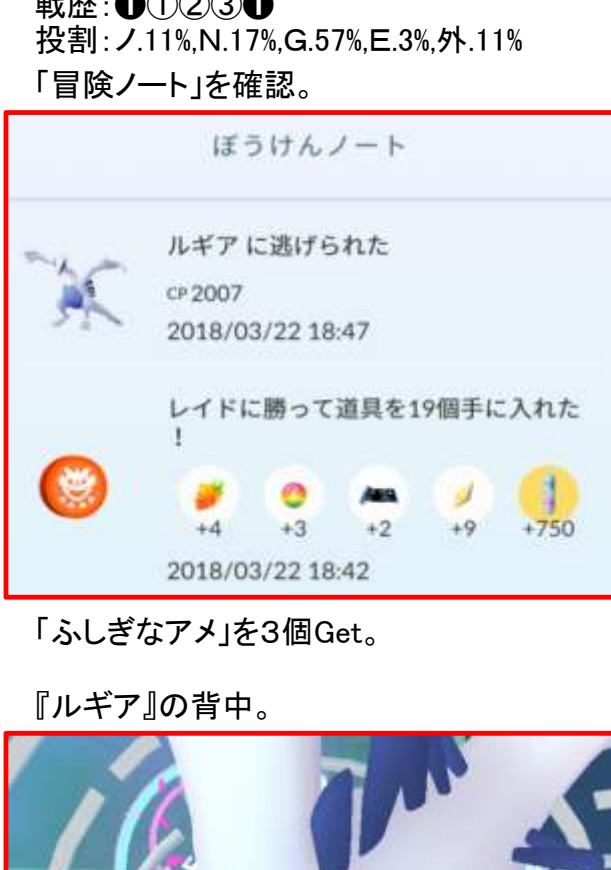 戦歴:❶①②③❶
投割:ノ.11%,N.17%,G.57%,E.3%,外.11%
「冒険ノート」を確認。
ぼうけんノート
ルギア に逃げられた
CP 2007
2018/03/22 18:47
レイドに勝って道具を19個手に入れた
!
+4 +3 +2 +9 +750
2018/03/22 18:42
「ふしぎなアメ」を3個Get。
『ルギア』の背中。